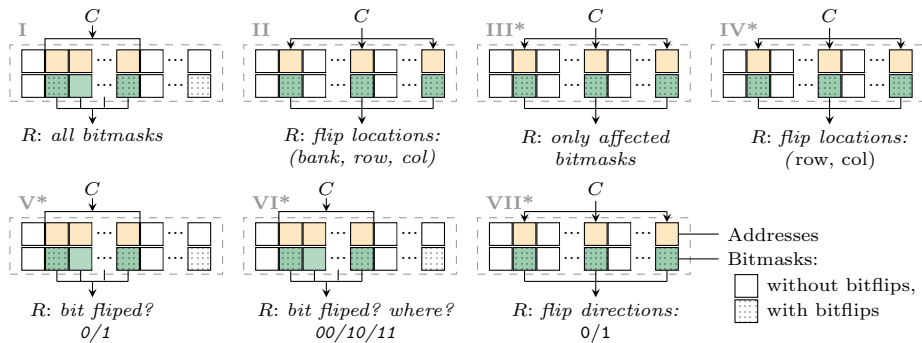 C C C C
I II III* IV*
... ... ... ... ...
... ... ... ... ...
R: all bitmasks R: flip locations: R: only affected R: flip locations:
(bank, row, col) bitmasks (row, col)
C C C
V* VI* VII*
... ... ... ... ... Addresses
... ... ... ... ... Bitmasks:
without bitflips,
R: bit fliped? R: bit fliped? where? R: flip directions: with bitflips
0/1 00/10/11 0/1